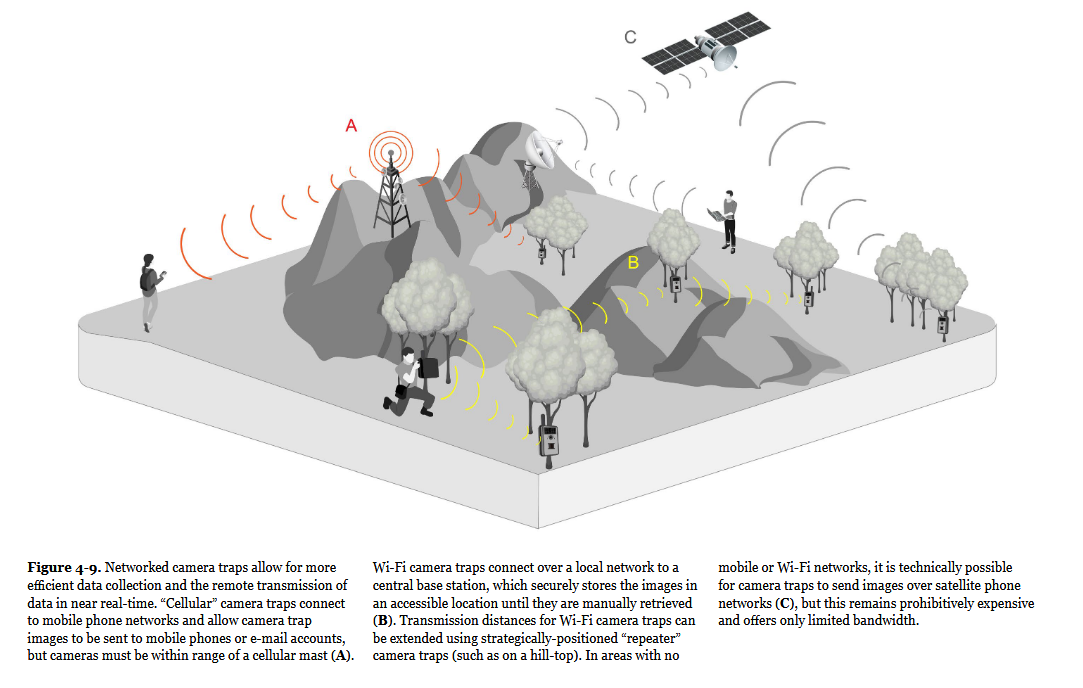 A
C
B
Figure 4-9. Networked camera traps allow for more
efficient data collection and the remote transmission of
data in near real-time. “Cellular” camera traps connect
to mobile phone networks and allow camera trap
images to be sent to mobile phones or e-mail accounts,
but cameras must be within range of a cellular mast (A).
Wi-Fi camera traps connect over a local network to a
central base station, which securely stores the images in
an accessible location until they are manually retrieved
(B). Transmission distances for Wi-Fi camera traps can
be extended using strategically-positioned “repeater”
camera traps (such as on a hill-top). In areas with no
mobile or Wi-Fi networks, it is technically possible
for camera traps to send images over satellite phone
networks (C), but this remains prohibitively expensive
and offers only limited bandwidth.